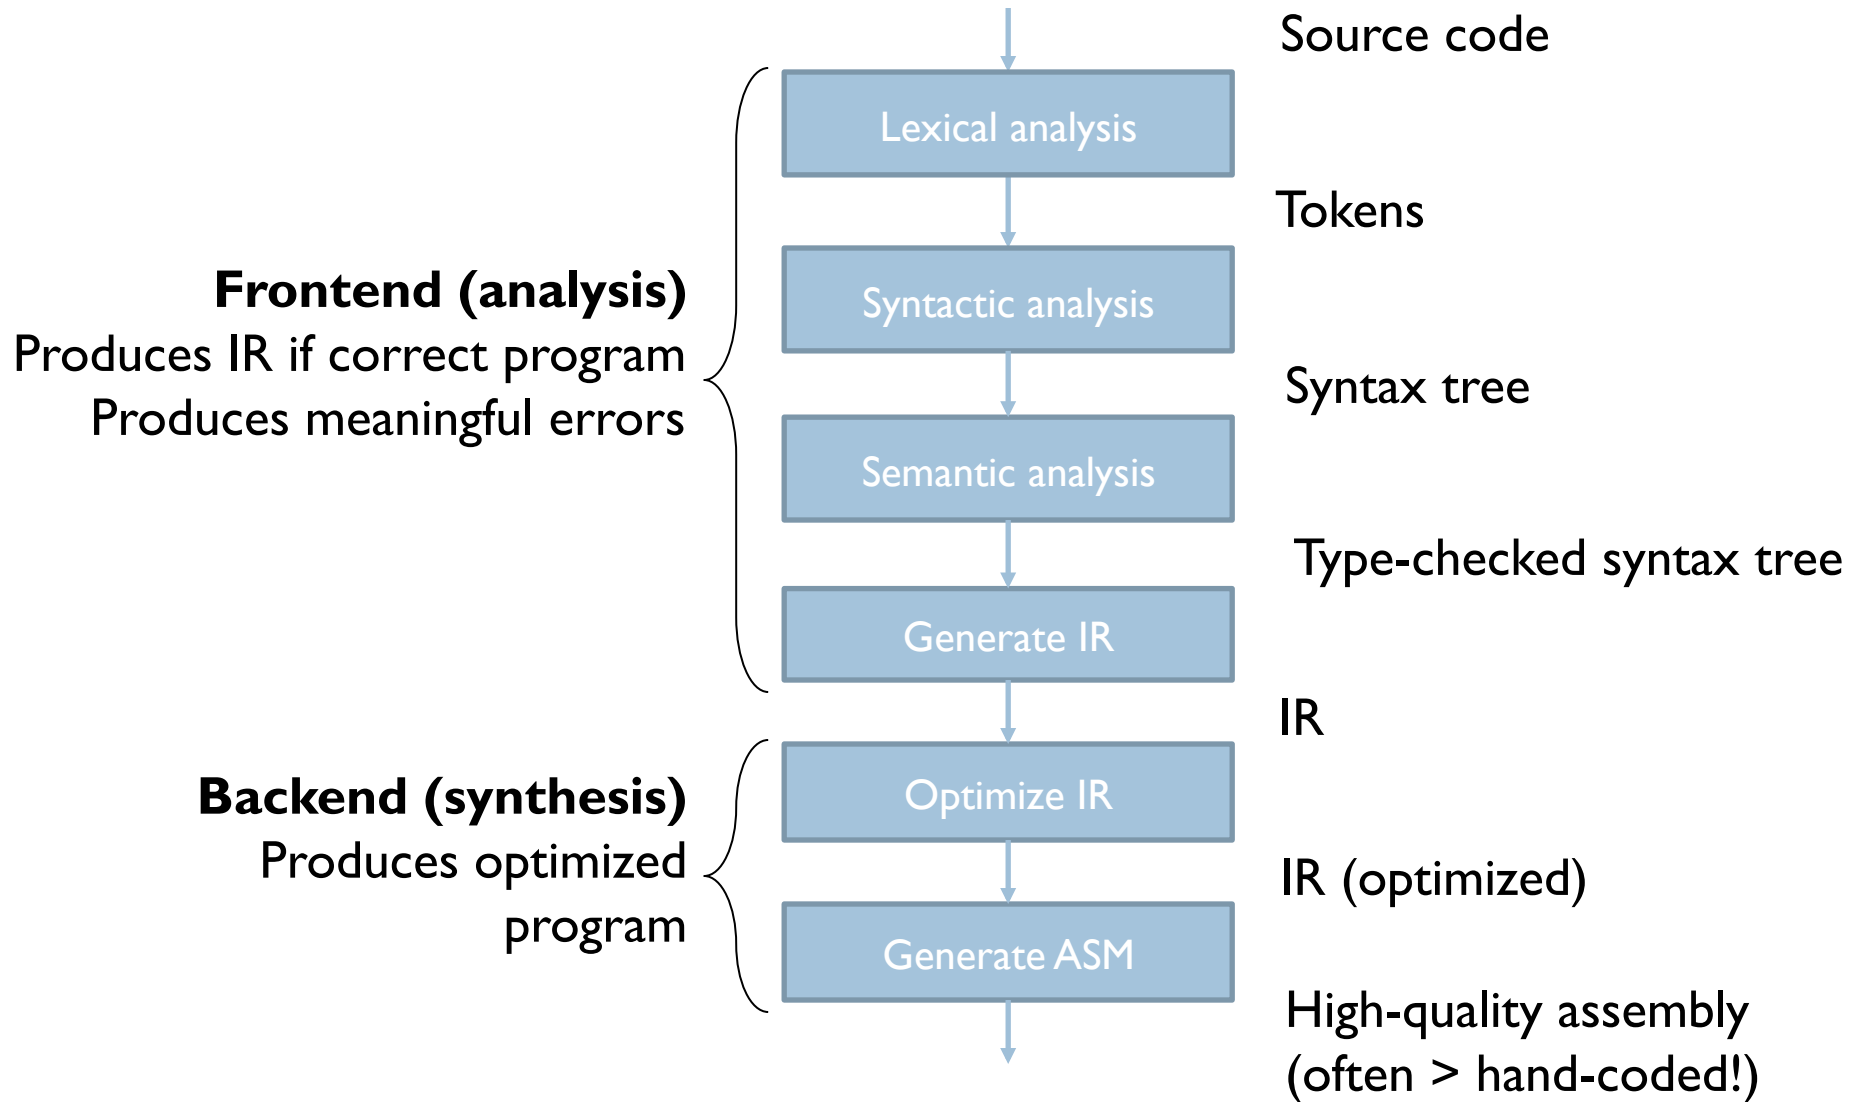 Source code
Lexical analysis
Tokens
Frontend (analysis)
Produces IR if correct program
Produces meaningful errors
Syntactic analysis
Syntax tree
Semantic analysis
Type-checked syntax tree
Generate IR
IR
Backend (synthesis)
Produces optimized
program
Optimize IR
IR (optimized)
Generate ASM
High-quality assembly
(often > hand-coded!)